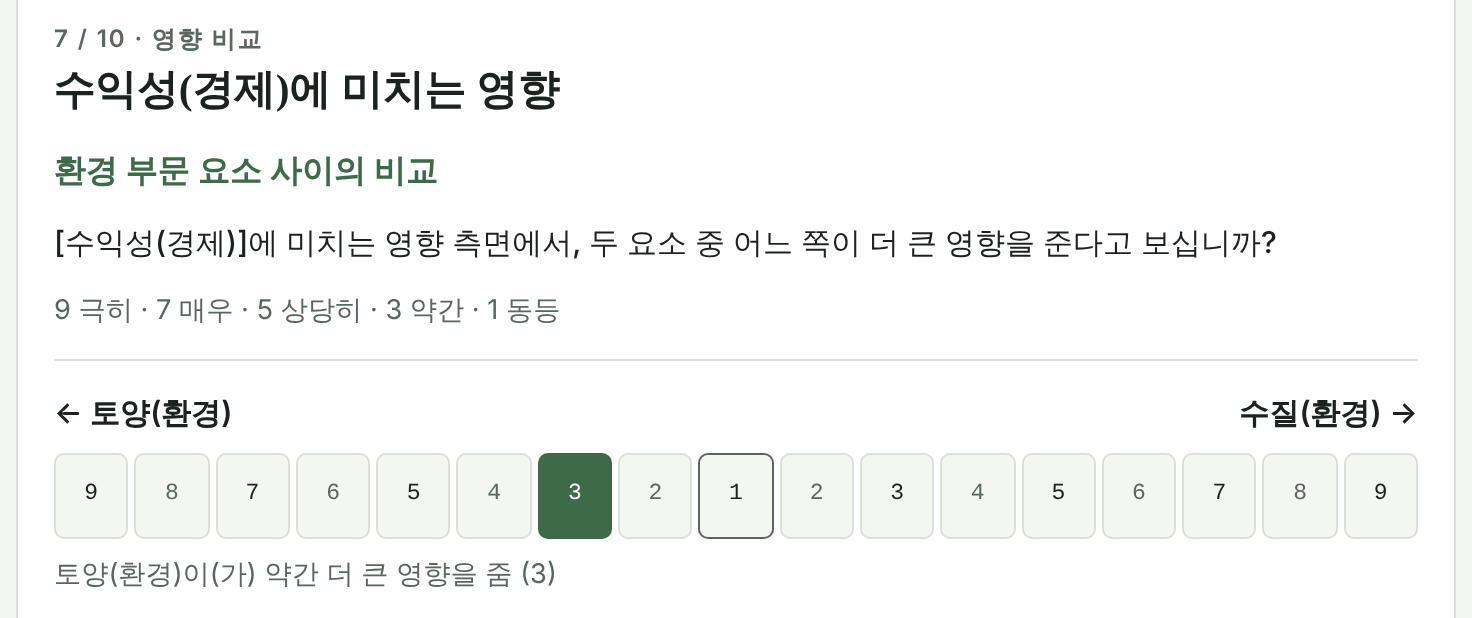 7 / 10 · 영향 비교
수익성(경제)에 미치는 영향
환경 부문 요소 사이의 비교
[수익성(경제)]에 미치는 영향 측면에서, 두 요소 중 어느 쪽이 더 큰 영향을 준다고 보십니까?
9 극히 · 7 매우 · 5 상당히 · 3 약간 · 1 동등
← 토양(환경) 수질(환경) →
9 8 7 6 5 4 3 2 1 2 3 4 5 6 7 8 9
토양(환경)이(가) 약간 더 큰 영향을 줌 (3)